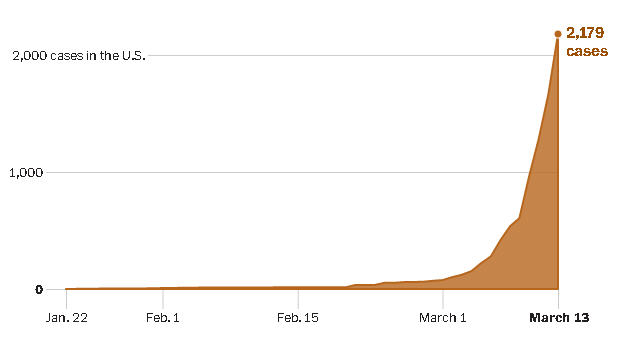 2,179
cases
2,000 cases in the U.S.
1,000
0
Jan. 22
Feb. 1
Feb. 15
March 1
March 13